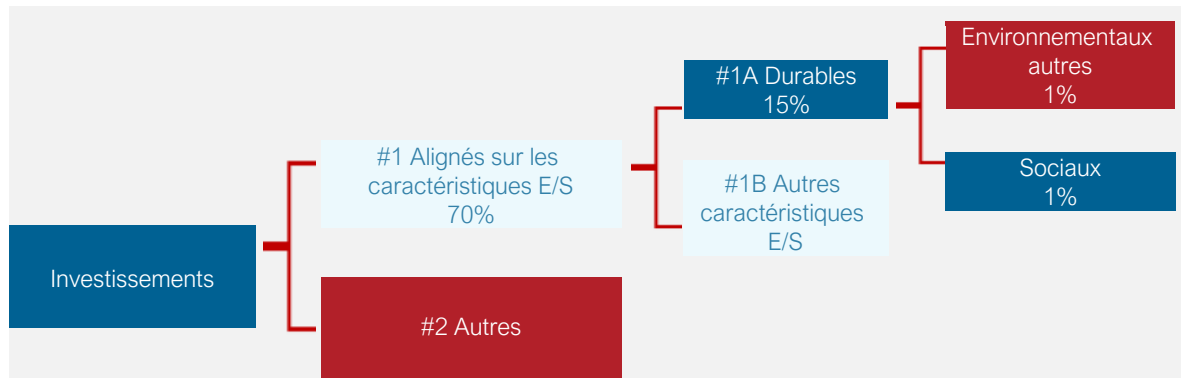 Investissements
#1 Alignés sur les
caractéristiques E/S
70%
#2 Autres
#1A Durables
15%
#1B Autres
caractéristiques
E/S
Environnementaux
autres
1%
Sociaux
1%